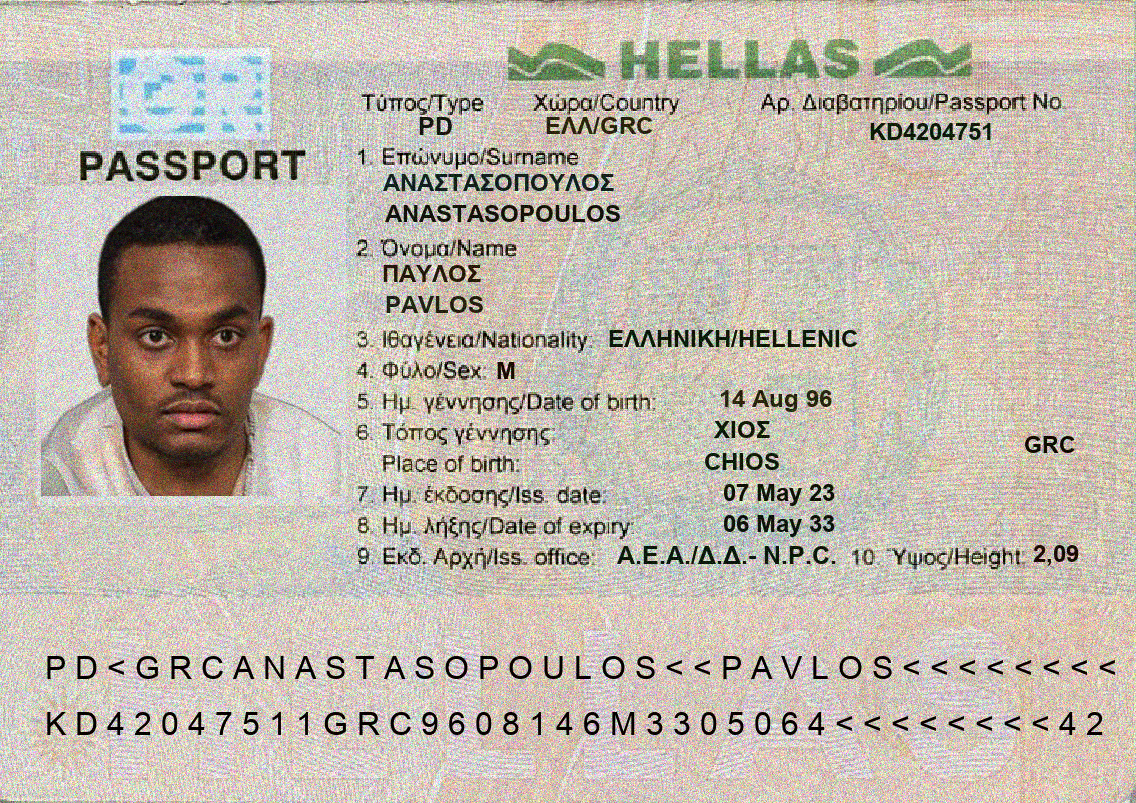 HELLAS
Τύπος/Type Χώρα/Country Αρ. Διαβατηρίου/Passport No.
PD ΕΛΛ/GRC KD4204751
PASSPORT
1. Επώνυμο/Surname
ΑΝΑΣΤΑΣΟΠΟΥΛΟΣ
ANASTASOPOULOS
2. Όνομα/Name
ΠΑΥΛΟΣ
PAVLOS
3. Ιθαγένεια/Nationality: ΕΛΛΗΝΙΚΗ/HELLENIC
4. Φύλο/Sex: M
5. Ημ. γέννησης/Date of birth: 14 Aug 96
6. Τόπος γέννησης ΧΙΟΣ
Place of birth: CHIOS GRC
7. Ημ. έκδοσης/Iss. date: 07 May 23
8. Ημ. λήξης/Date of expiry: 06 May 33
9 Εκδ. Αρχή/Iss. office: Α.Ε.Α./Δ.Δ.- N.P.C. 10. Ύψος/Height: 2,09
PD<GRCANASTASOPOULOS<<PAVLOS<<<<<<<<
KD42047511GRC9608146M3305064<<<<<<<<42